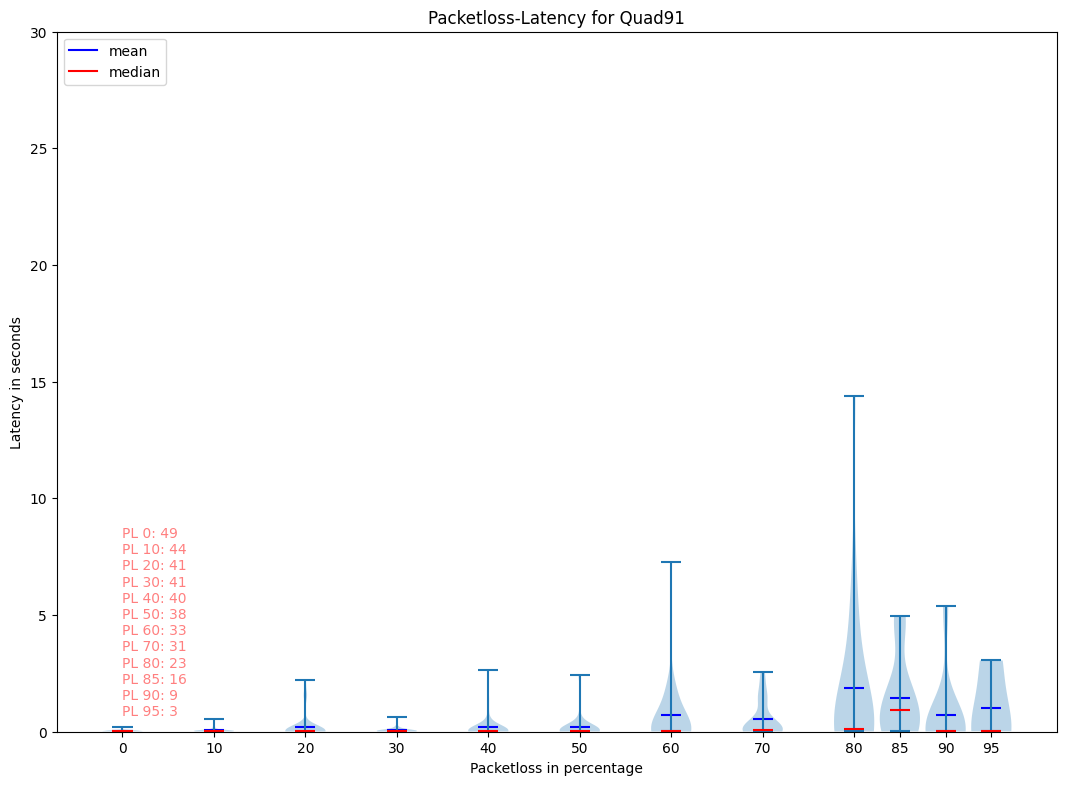 Packetloss-Latency for Quad91
mean
median
30
25
20
15
10
5
0
Latency in seconds
PL 0: 49
PL 10: 44
PL 20: 41
PL 30: 41
PL 40: 40
PL 50: 38
PL 60: 33
PL 70: 31
PL 80: 23
PL 85: 16
PL 90: 9
PL 95: 3
0 10 20 30 40 50 60 70 80 85 90 95
Packetloss in percentage